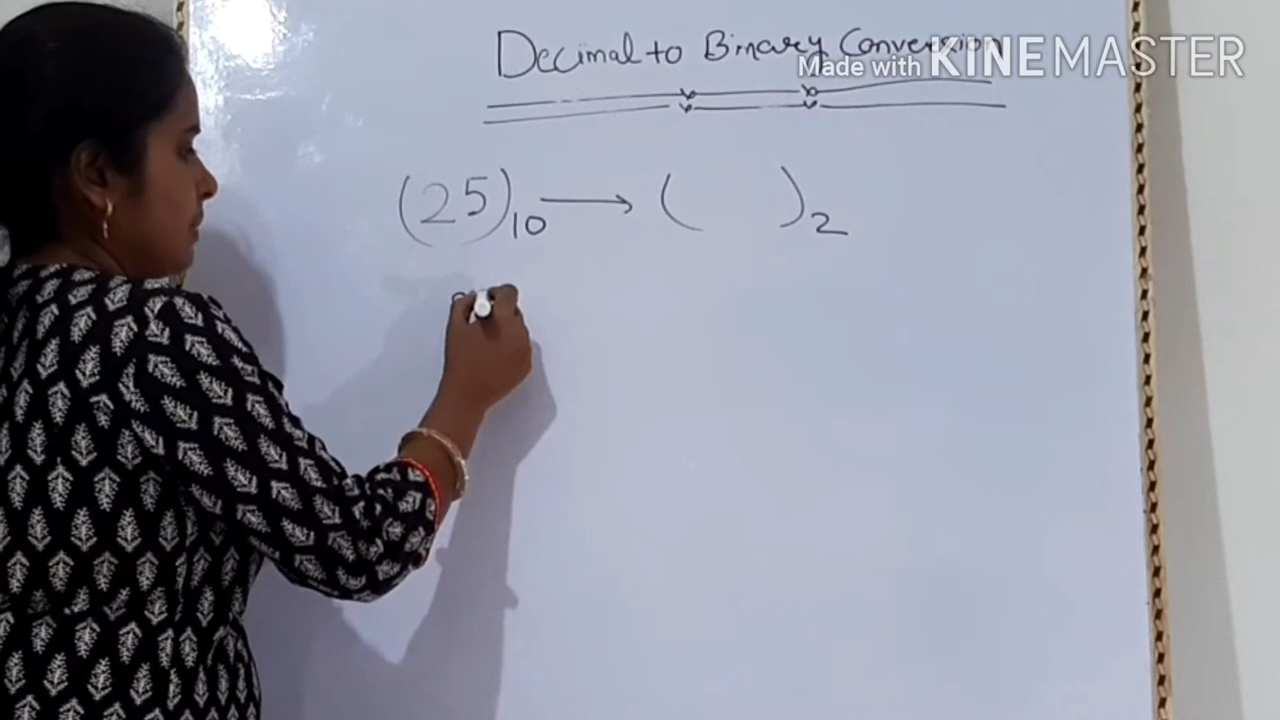 Decimal to Binary Conversion
Made with KINEMASTER
(25)10 → (    )2